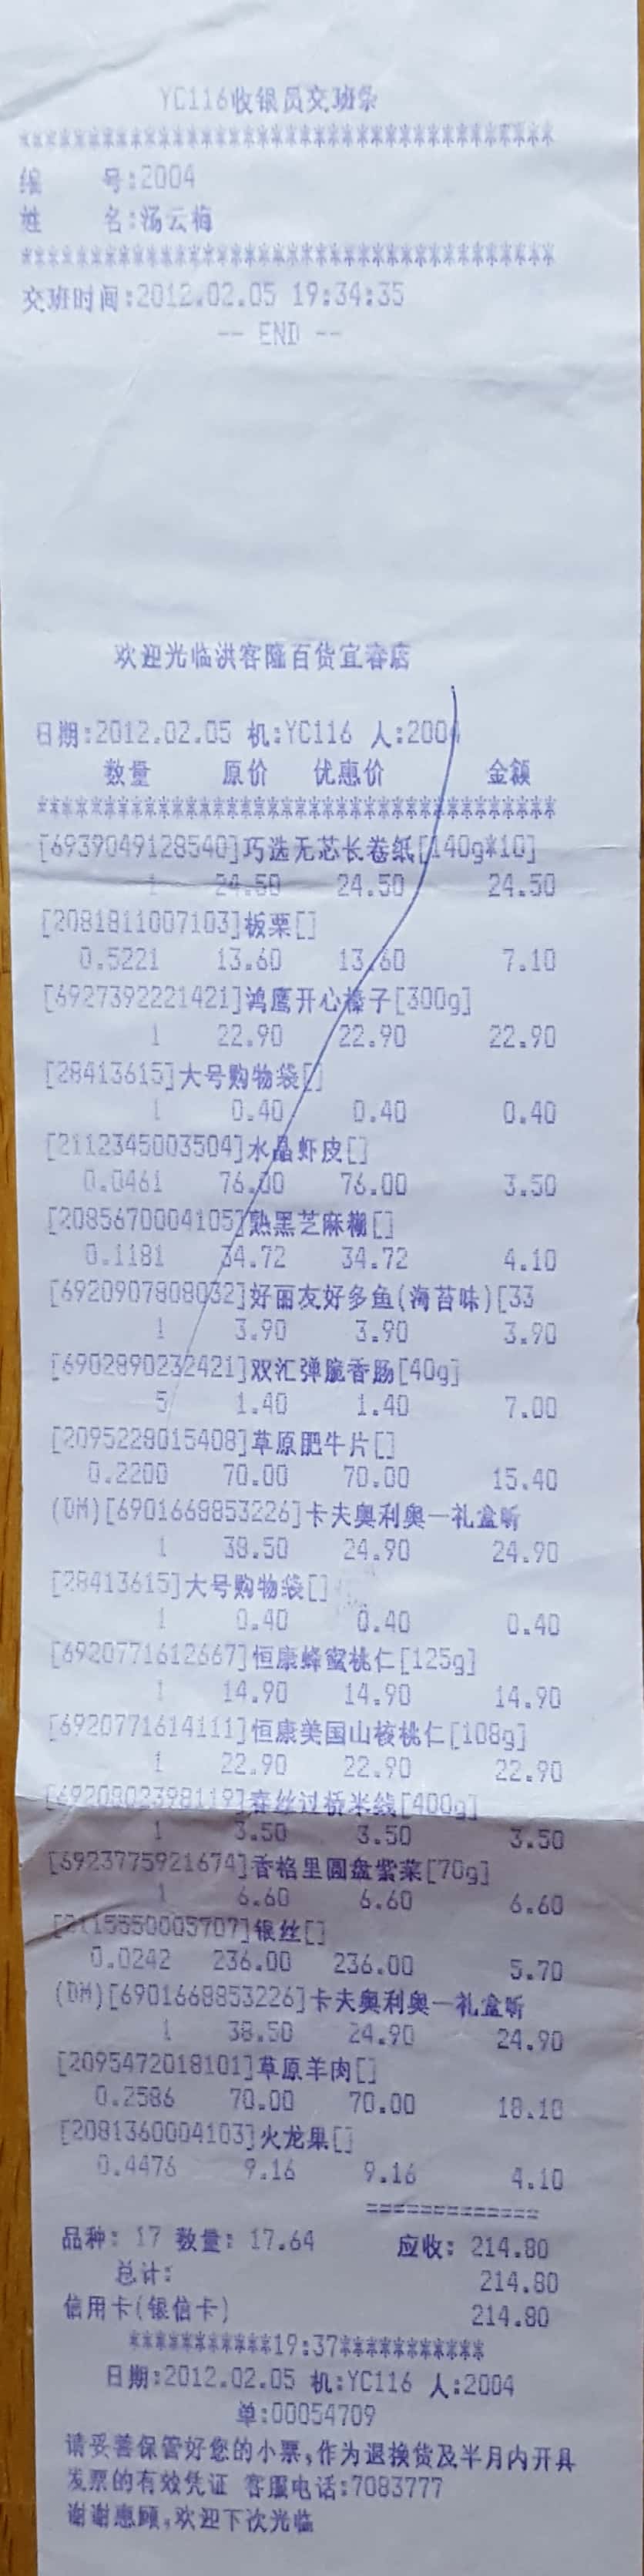 YC116收银员交班条
****************************************
编 号:2004
姓 名:汤云梅
****************************************
交班时间:2012.02.05 19:34:35
-- END --
欢迎光临洪客隆百货宜春店
日期:2012.02.05 机:YC116 人:2004
数量 原价 优惠价 金额
****************************************
[6939049128540]巧选无芯长卷纸[140g*10]
1 24.50 24.50 24.50
[2081811007103]板栗[]
0.5221 13.60 13.60 7.10
[6927392221421]鸿鹰开心榛子[300g]
1 22.90 22.90 22.90
[28413615]大号购物袋[]
1 0.40 0.40 0.40
[2112345003504]水晶虾皮[]
0.0461 76.00 76.00 3.50
[2085670004105]熟黑芝麻糊[]
0.1181 34.72 34.72 4.10
[6920907808032]好丽友好多鱼(海苔味)[33
1 3.90 3.90 3.90
[6902890232421]双汇弹脆香肠[40g]
5 1.40 1.40 7.00
[2095228015408]草原肥牛片[]
0.2200 70.00 70.00 15.40
(DM)[6901668853226]卡夫奥利奥一礼盒听
1 38.50 24.90 24.90
[28413615]大号购物袋[]
1 0.40 0.40 0.40
[6920771612667]恒康蜂蜜桃仁[125g]
1 14.90 14.90 14.90
[6920771614111]恒康美国山核桃仁[108g]
1 22.90 22.90 22.90
[6920802398119]春丝过桥米线[400g]
1 3.50 3.50 3.50
[6923775921674]香格里圆盘紫菜[70g]
1 6.60 6.60 6.60
[2115550005707]银丝[]
0.0242 236.00 236.00 5.70
(DM)[6901668853226]卡夫奥利奥一礼盒听
1 38.50 24.90 24.90
[2095472018101]草原羊肉[]
0.2586 70.00 70.00 18.10
[2081360004103]火龙果[]
0.4476 9.16 9.16 4.10
=============
品种: 17 数量: 17.64 应收: 214.80
总计: 214.80
信用卡(银信卡) 214.80
************19:37************
日期:2012.02.05 机:YC116 人:2004
单:00054709
请妥善保管好您的小票,作为退换货及半月内开具
发票的有效凭证 客服电话:7083777
谢谢惠顾,欢迎下次光临